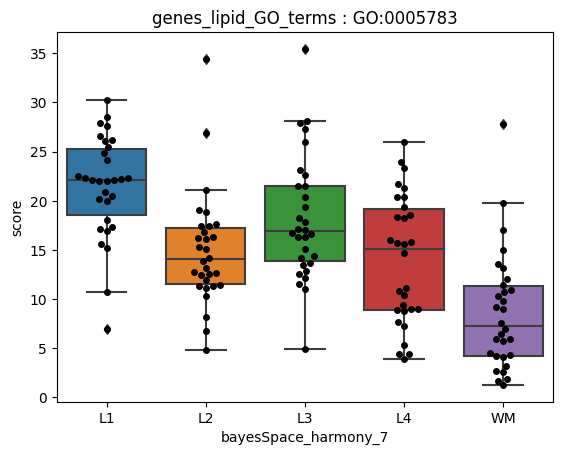 genes_lipid_GO_terms : GO:0005783
score
35
30
25
20
15
10
5
0
L1 L2 L3 L4 WM
bayesSpace_harmony_7